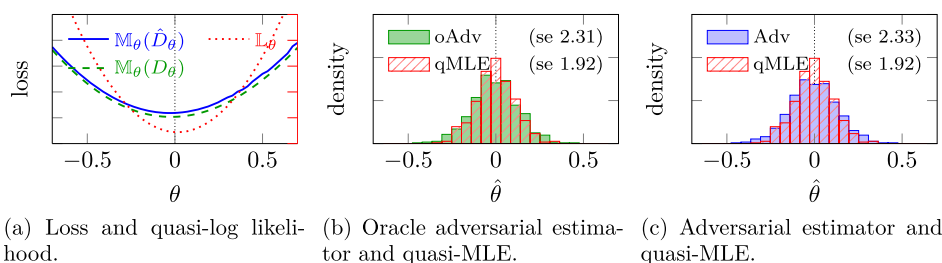 loss
𝕄θ(D̂θ)
𝕃θ
𝕄θ(Dθ)
−0.5
0
0.5
θ
(a) Loss and quasi-log likeli-
hood.
density
oAdv (se 2.31)
qMLE (se 1.92)
−0.5
0
0.5
θ̂
(b) Oracle adversarial estima-
tor and quasi-MLE.
density
Adv (se 2.33)
qMLE (se 1.92)
−0.5
0
0.5
θ̂
(c) Adversarial estimator and
quasi-MLE.